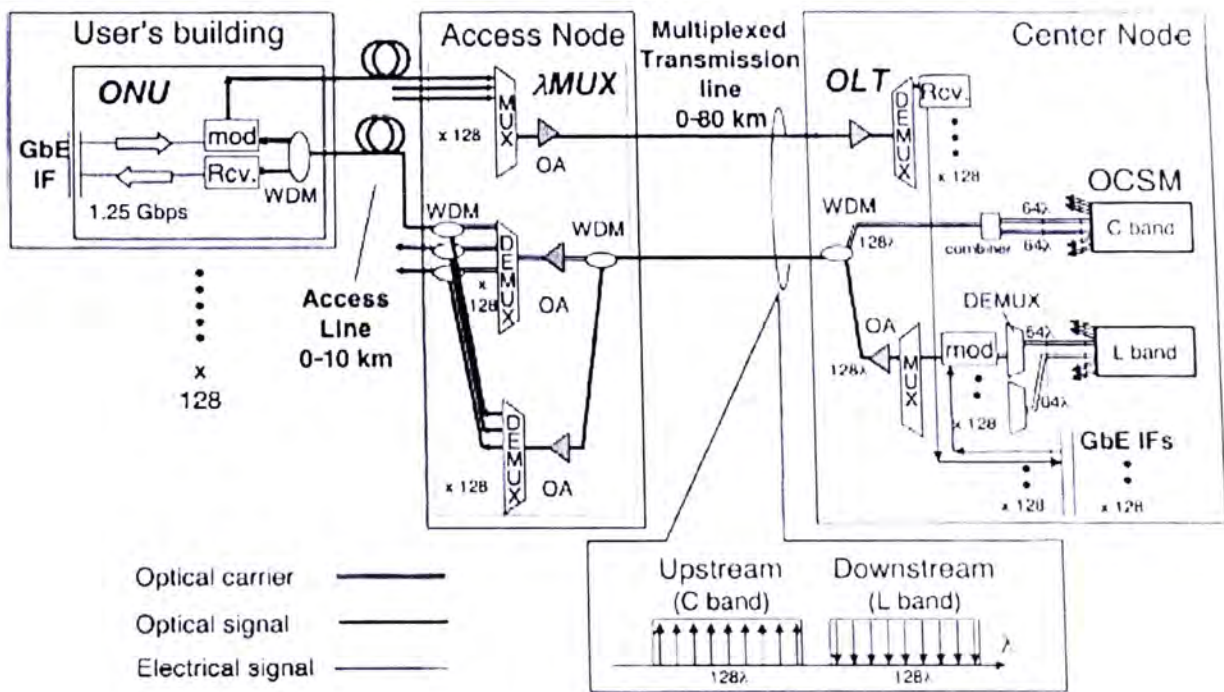 User's building
ONU
GbE
IF
mod
Rcv.
WDM
1.25 Gbps
x
128
Access
Line
0-10 km
Access Node
λMUX
MUX
x 128
OA
WDM
WDM
DEMUX
x
128
OA
DEMUX
x 128
OA
Multiplexed
Transmission
line
0-80 km
Center Node
OLT
DEMUX
Rcv.
x 128
OCSM
WDM
128λ
combiner
64λ
64λ
C band
DEMUX
OA
128λ
MUX
mod
64λ
L band
64λ
x 128
GbE IFs
x 128
x 128
Optical carrier
Optical signal
Electrical signal
Upstream
(C band)
Downstream
(L band)
λ
128λ
128λ